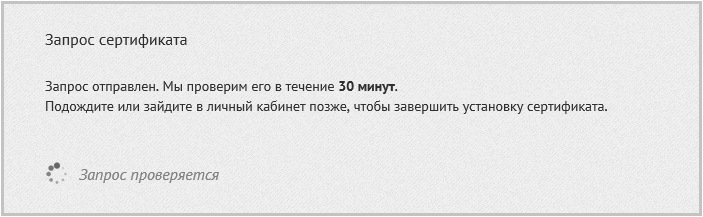 Запрос сертификата
Запрос отправлен. Мы проверим его в течение 30 минут.
Подождите или зайдите в личный кабинет позже, чтобы завершить установку сертификата.
Запрос проверяется